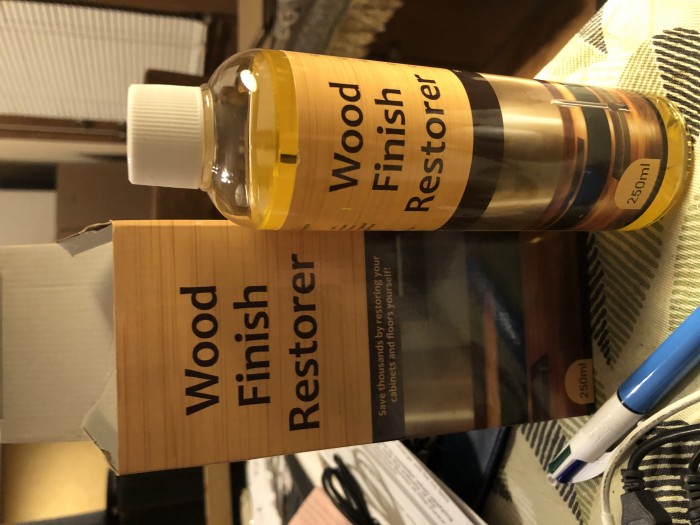 Wood
Finish
Restorer
250ml
Wood
Finish
Restorer
Save thousands by restoring your
cabinets and floors yourself!
250ml